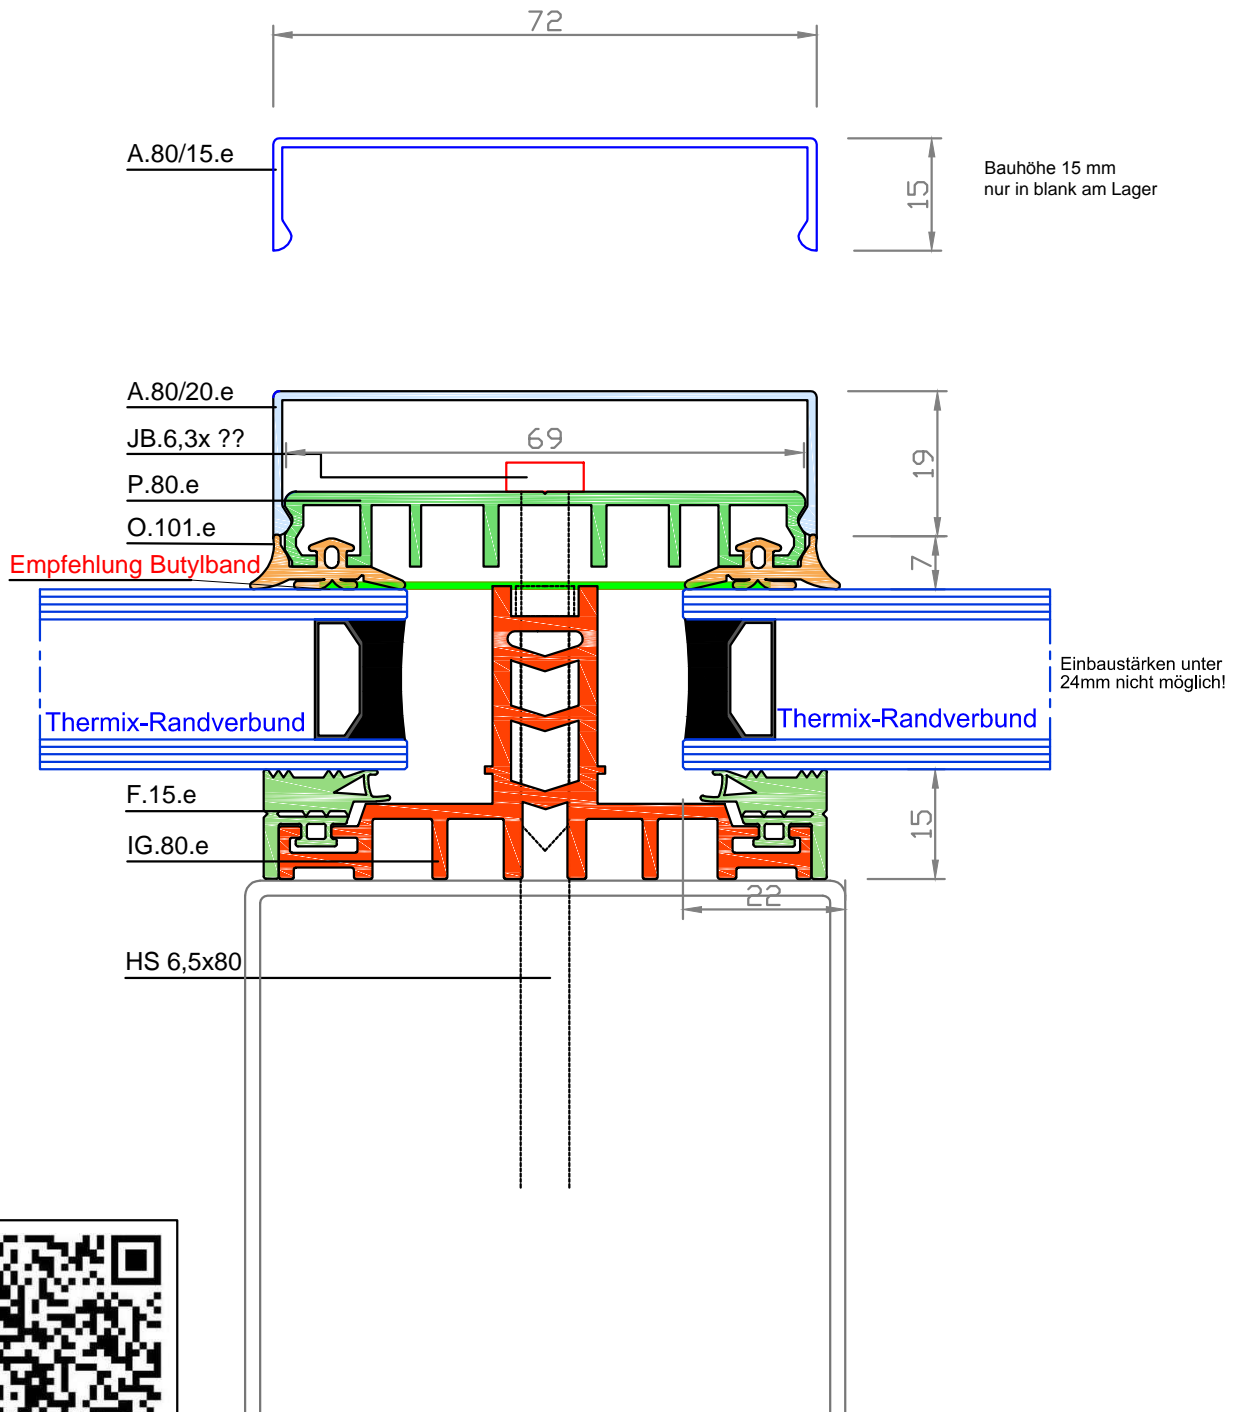 72
A.80/15.e
15
Bauhöhe 15 mm
nur in blank am Lager
A.80/20.e
JB.6,3x ??
69
19
P.80.e
O.101.e
7
Empfehlung Butylband
Einbaustärken unter
24mm nicht möglich!
Thermix-Randverbund
Thermix-Randverbund
F.15.e
15
IG.80.e
22
HS 6,5x80